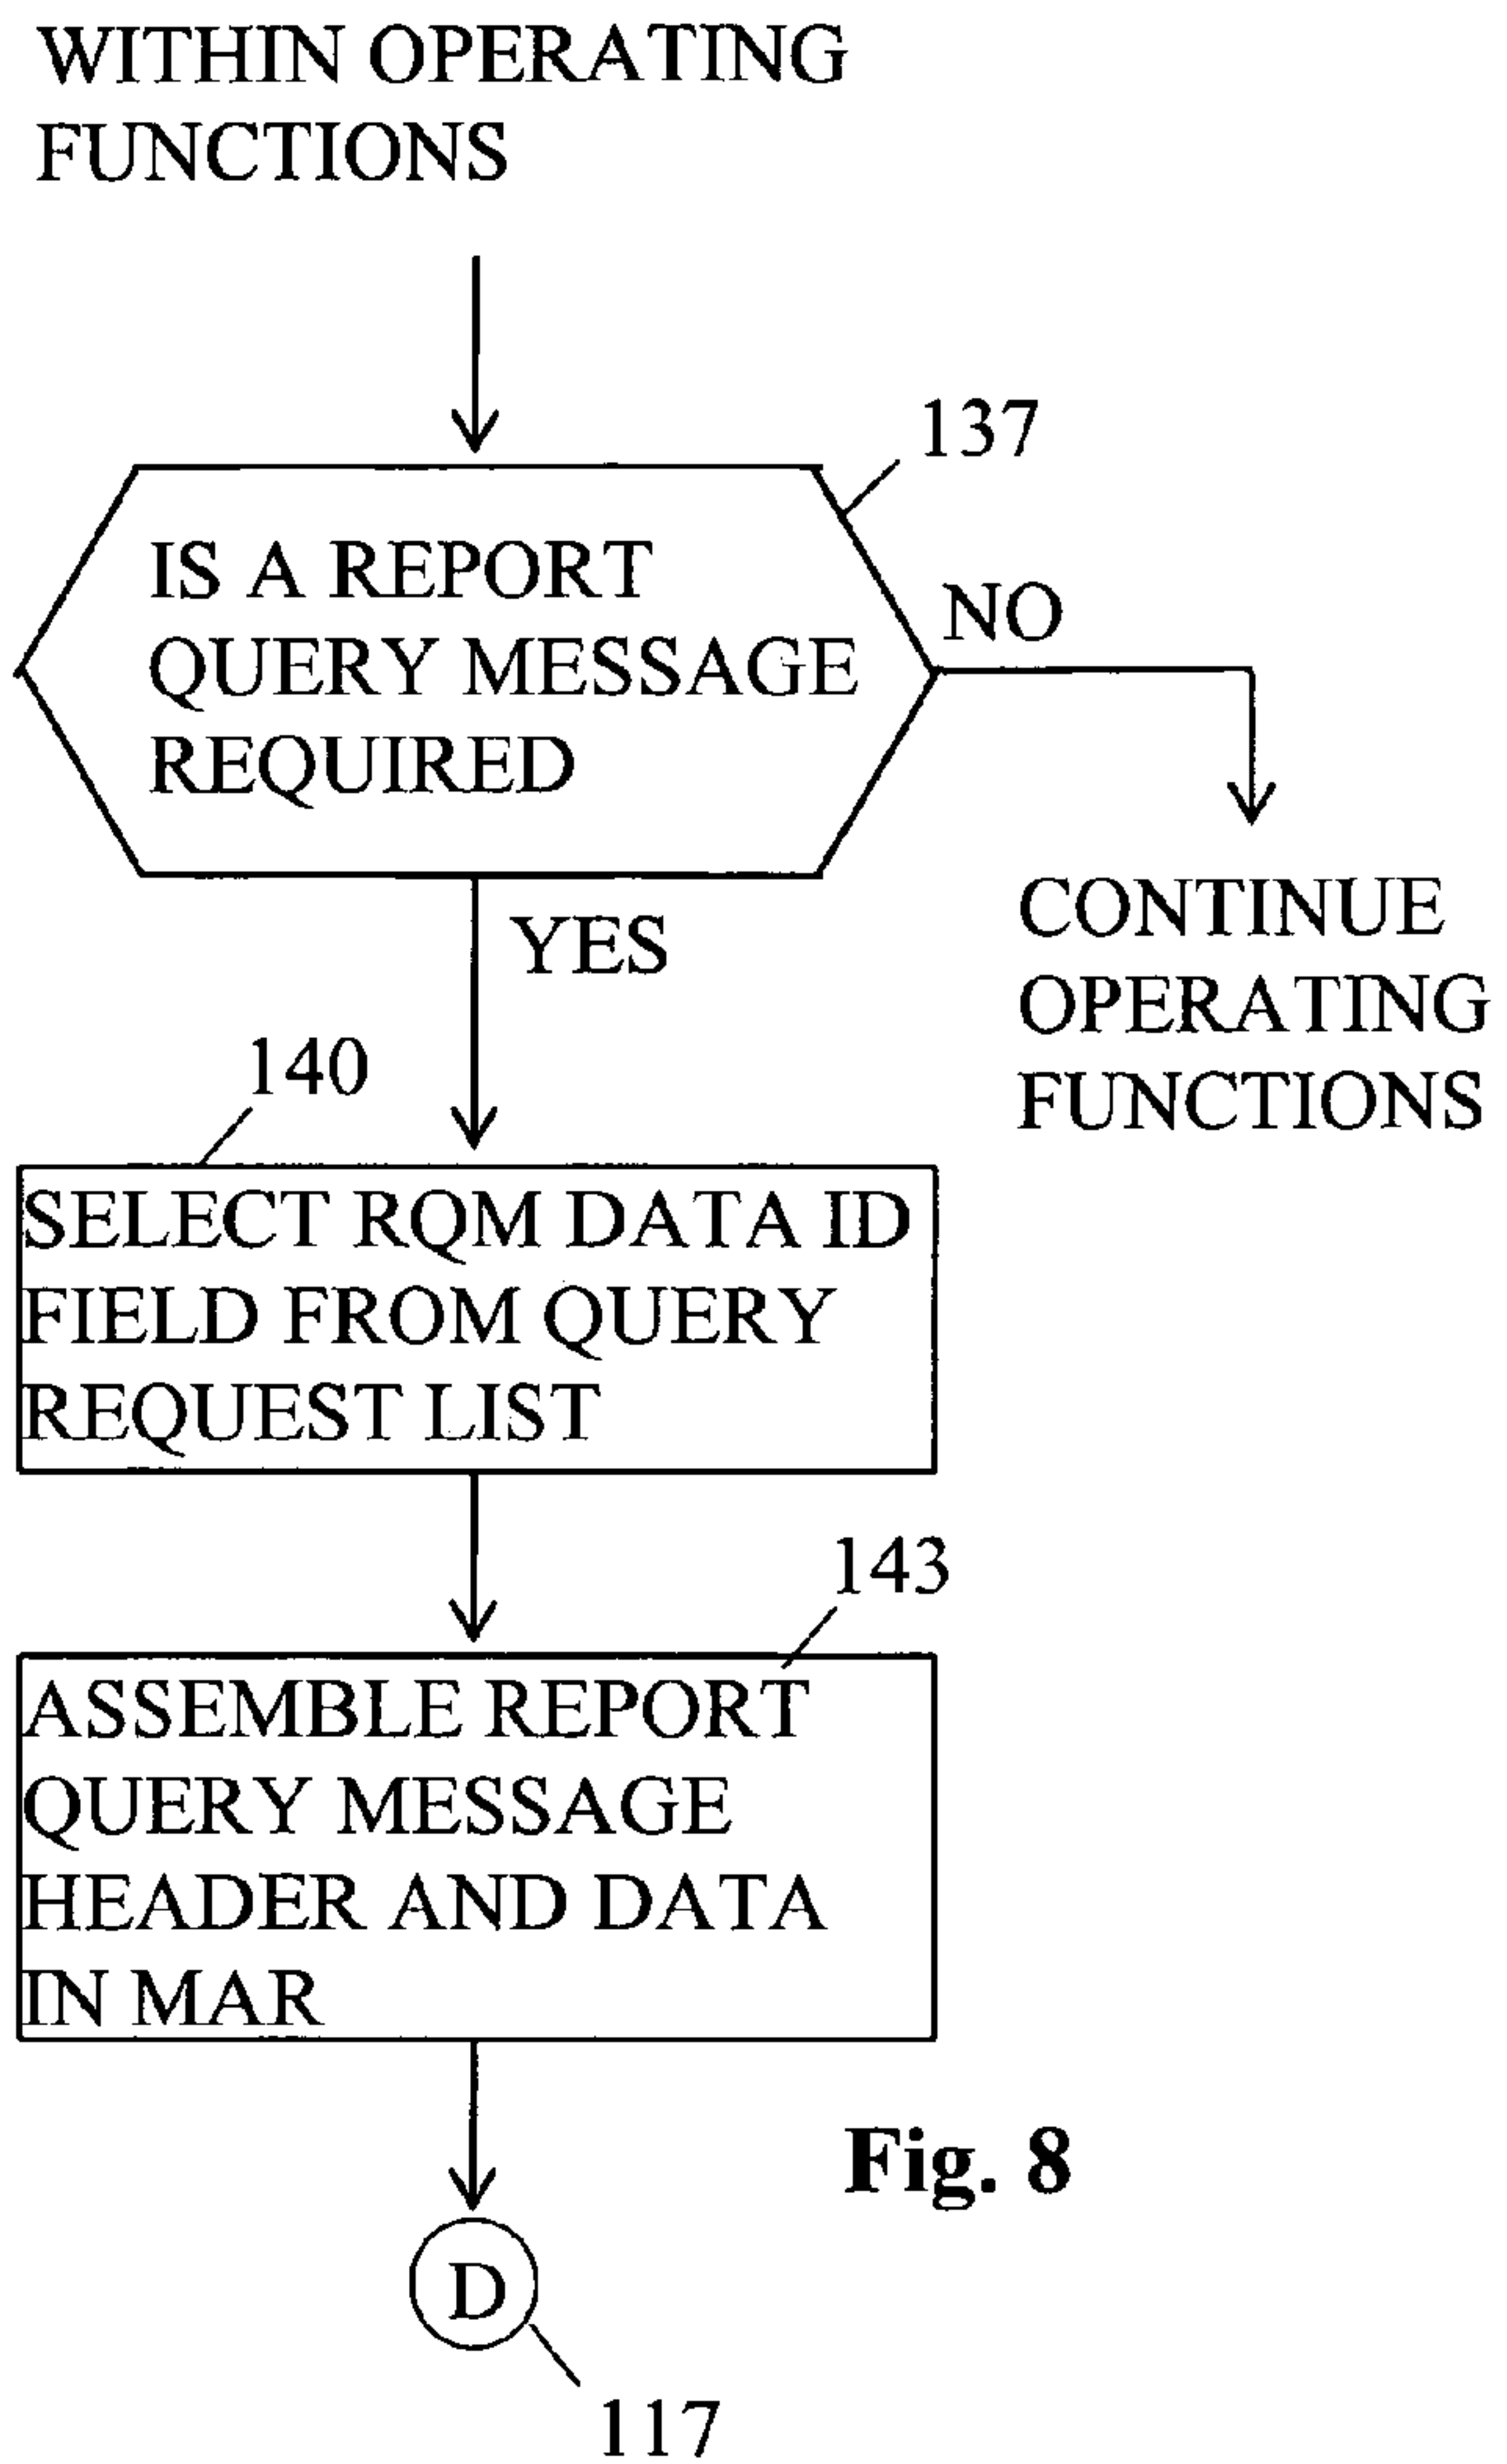 WITHIN OPERATING
FUNCTIONS
137
IS A REPORT
QUERY MESSAGE
REQUIRED
NO
YES
CONTINUE
OPERATING
FUNCTIONS
140
SELECT RQM DATA ID
FIELD FROM QUERY
REQUEST LIST
143
ASSEMBLE REPORT
QUERY MESSAGE
HEADER AND DATA
IN MAR
Fig. 8
D
117